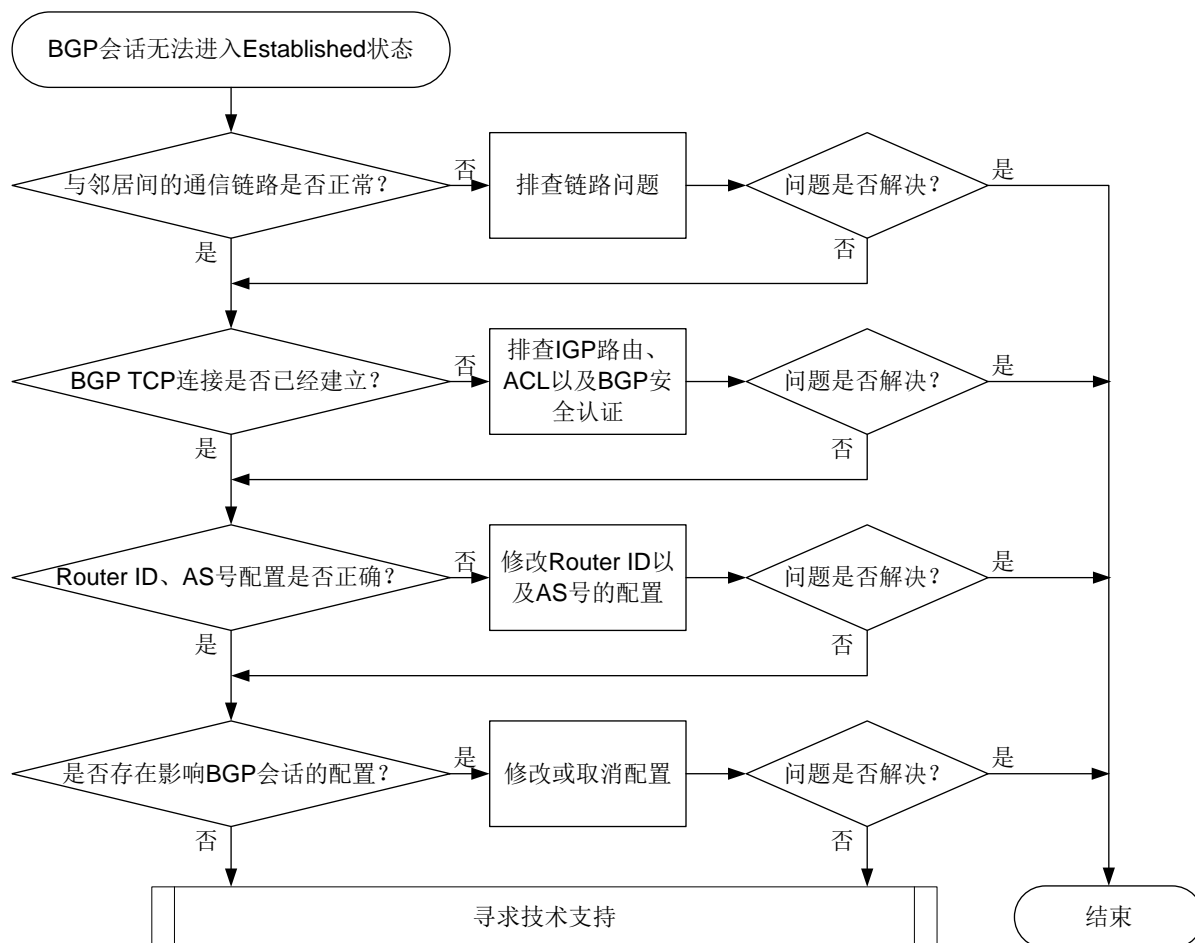 BGP会话无法进入Established状态
与邻居间的通信链路是否正常？
否
排查链路问题
问题是否解决？
是
是
否
BGP TCP连接是否已经建立？
否
排查IGP路由、
ACL以及BGP安
全认证
问题是否解决？
是
是
否
Router ID、AS号配置是否正确？
否
修改Router ID以
及AS号的配置
问题是否解决？
是
是
否
是否存在影响BGP会话的配置？
是
修改或取消配置
问题是否解决？
是
否
否
寻求技术支持
结束